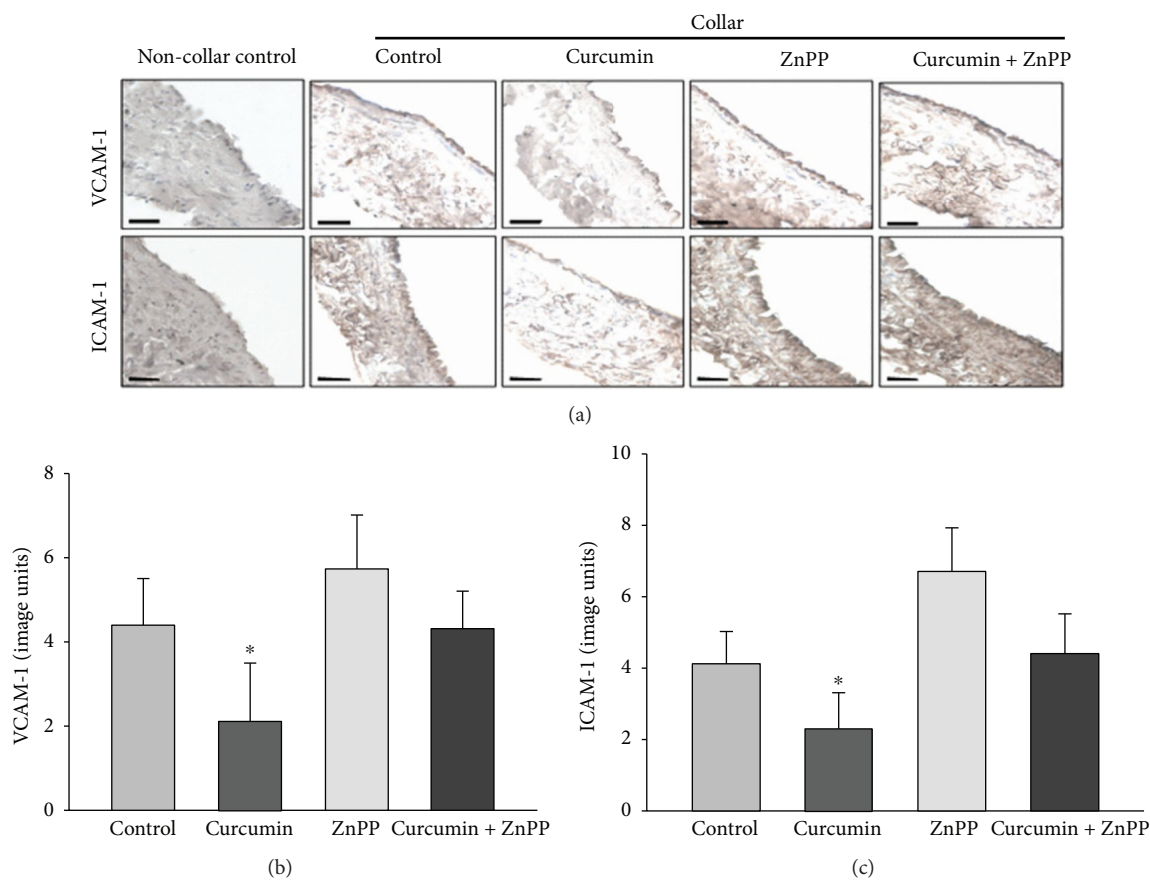 Collar
Non-collar control Control Curcumin ZnPP Curcumin + ZnPP
VCAM-1
ICAM-1
(a)
VCAM-1 (image units)
8
6
4
2
0
*
Control Curcumin ZnPP Curcumin + ZnPP
(b)
ICAM-1 (image units)
10
8
6
4
2
0
*
Control Curcumin ZnPP Curcumin + ZnPP
(c)